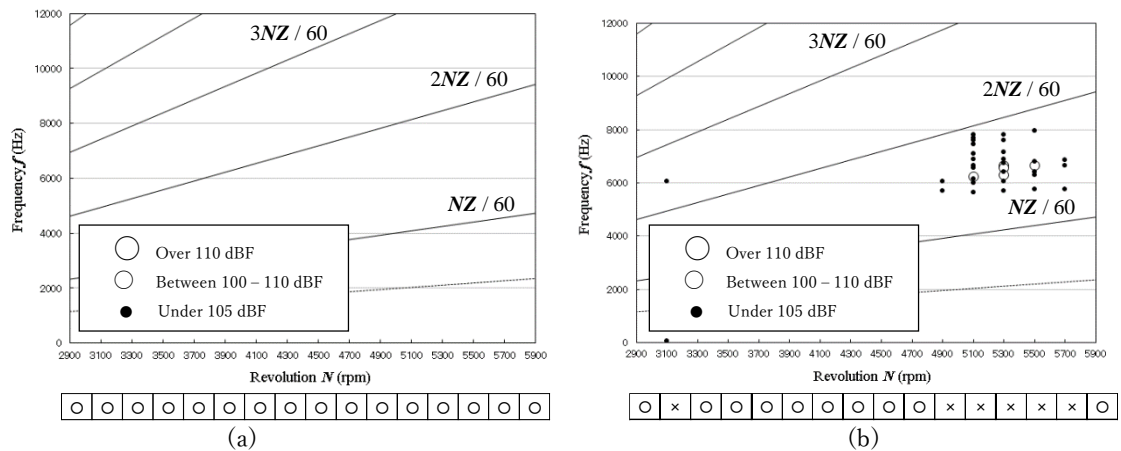 12000
3NZ / 60
10000
2NZ / 60
8000
Frequency f (Hz)
6000
NZ / 60
4000
Over 110 dBF
Between 100 – 110 dBF
2000
Under 105 dBF
0
2900 3100 3300 3500 3700 3900 4100 4300 4500 4700 4900 5100 5300 5500 5700 5900
Revolution N (rpm)
○ ○ ○ ○ ○ ○ ○ ○ ○ ○ ○ ○ ○ ○ ○ ○
(a)
12000
3NZ / 60
10000
2NZ / 60
8000
Frequency f (Hz)
6000
NZ / 60
4000
Over 110 dBF
Between 100 – 110 dBF
2000
Under 105 dBF
0
2900 3100 3300 3500 3700 3900 4100 4300 4500 4700 4900 5100 5300 5500 5700 5900
Revolution N (rpm)
○ × ○ ○ ○ ○ ○ ○ ○ ○ × × × × × ○
(b)